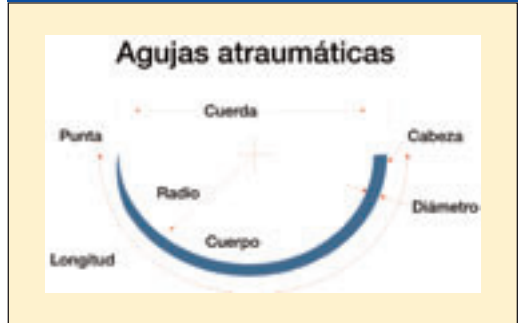 Agujas atraumáticas
Cuerda
Punta
Cabeza
Radio
Diámetro
Cuerpo
Longitud